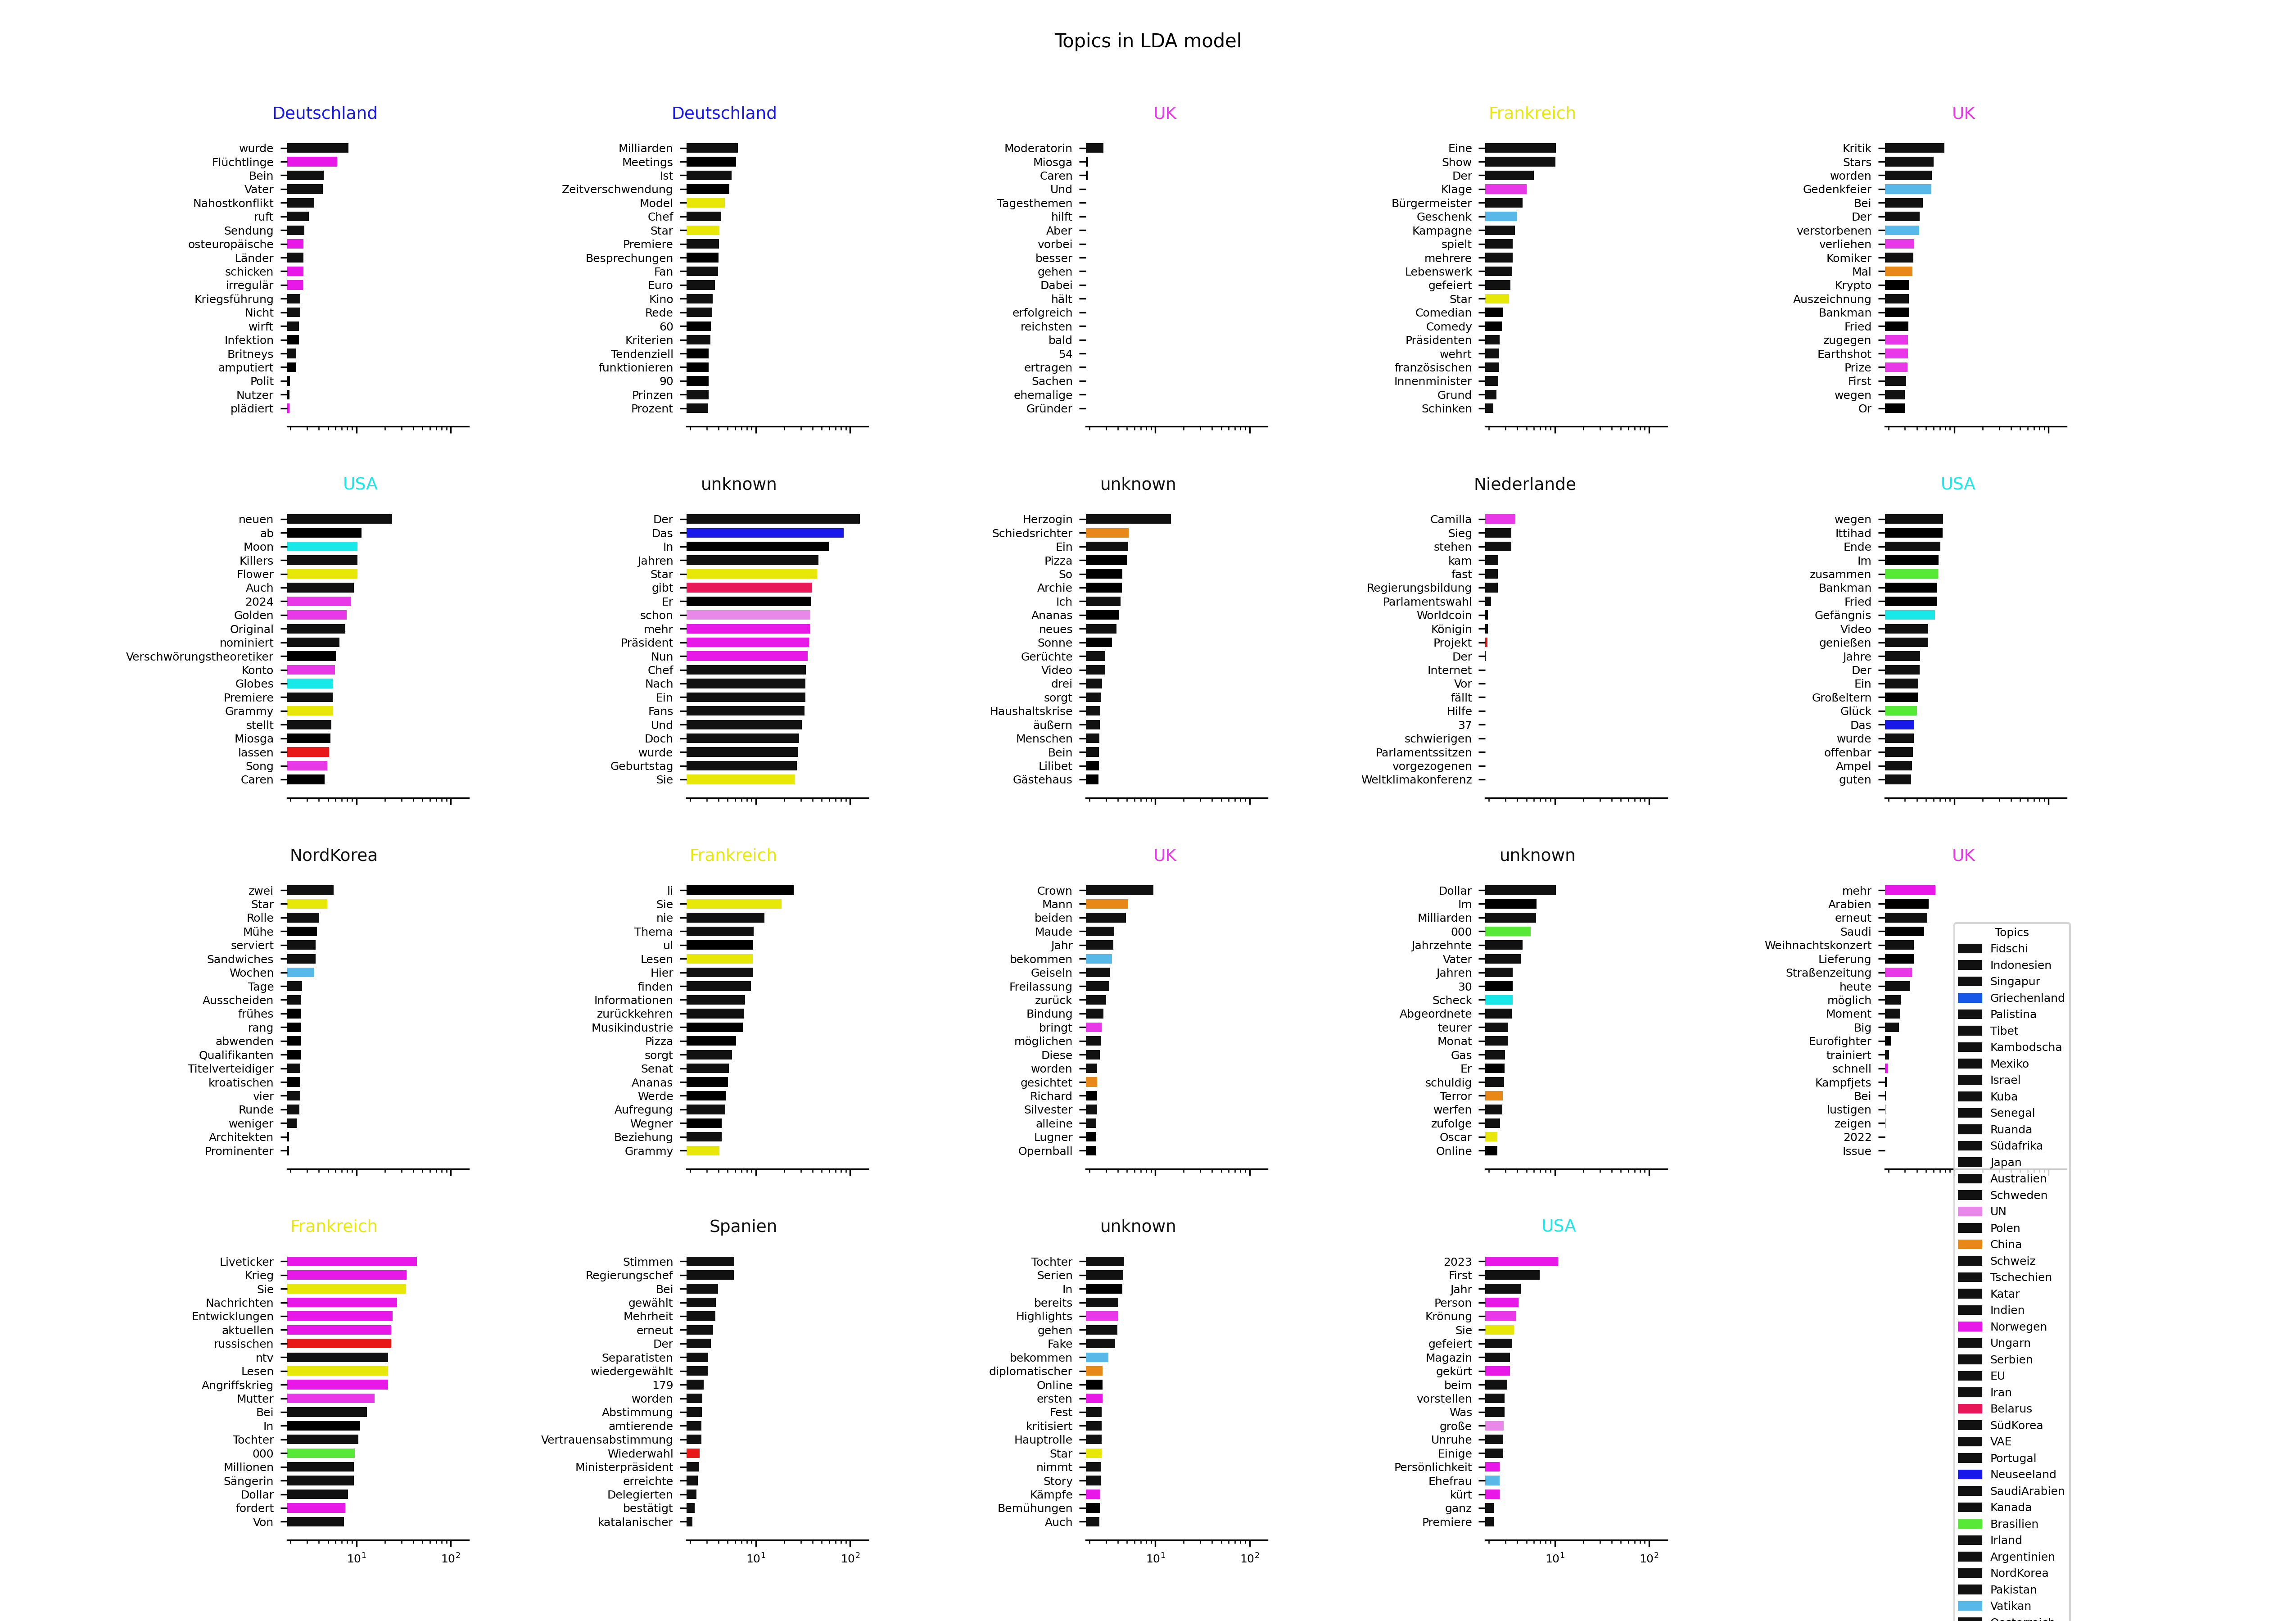 Topics in LDA model
Deutschland
wurde
Flüchtlinge
Bein
Vater
Nahostkonflikt
ruft
Sendung
osteuropäische
Länder
schicken
irregulär
Kriegsführung
Nicht
wirft
Infektion
Britneys
amputiert
Polit
Nutzer
plädiert
Deutschland
Milliarden
Meetings
Ist
Zeitverschwendung
Model
Chef
Star
Premiere
Besprechungen
Fan
Euro
Kino
Rede
60
Kriterien
Tendenziell
funktionieren
90
Prinzen
Prozent
UK
Moderatorin
Miosga
Caren
Und
Tagesthemen
hilft
Aber
vorbei
besser
gehen
Dabei
hält
erfolgreich
reichsten
bald
54
ertragen
Sachen
ehemalige
Gründer
Frankreich
Eine
Show
Der
Klage
Bürgermeister
Geschenk
Kampagne
spielt
mehrere
Lebenswerk
gefeiert
Star
Comedian
Comedy
Präsidenten
wehrt
französischen
Innenminister
Grund
Schinken
UK
Kritik
Stars
worden
Gedenkfeier
Bei
Der
verstorbenen
verliehen
Komiker
Mal
Krypto
Auszeichnung
Bankman
Fried
zugegen
Earthshot
Prize
First
wegen
Or
USA
neuen
ab
Moon
Killers
Flower
Auch
2024
Golden
Original
nominiert
Verschwörungstheoretiker
Konto
Globes
Premiere
Grammy
stellt
Miosga
lassen
Song
Caren
unknown
Der
Das
In
Jahren
Star
gibt
Er
schon
mehr
Präsident
Nun
Chef
Nach
Ein
Fans
Und
Doch
wurde
Geburtstag
Sie
unknown
Herzogin
Schiedsrichter
Ein
Pizza
So
Archie
Ich
Ananas
neues
Sonne
Gerüchte
Video
drei
sorgt
Haushaltskrise
äußern
Menschen
Bein
Lilibet
Gästehaus
Niederlande
Camilla
Sieg
stehen
kam
fast
Regierungsbildung
Parlamentswahl
Worldcoin
Königin
Projekt
Der
Internet
Vor
fällt
Hilfe
37
schwierigen
Parlamentssitzen
vorgezogenen
Weltklimakonferenz
USA
wegen
Ittihad
Ende
Im
zusammen
Bankman
Fried
Gefängnis
Video
genießen
Jahre
Der
Ein
Großeltern
Glück
Das
wurde
offenbar
Ampel
guten
NordKorea
zwei
Star
Rolle
Mühe
serviert
Sandwiches
Wochen
Tage
Ausscheiden
frühes
rang
abwenden
Qualifikanten
Titelverteidiger
kroatischen
vier
Runde
weniger
Architekten
Prominenter
Frankreich
li
Sie
nie
Thema
ul
Lesen
Hier
finden
Informationen
zurückkehren
Musikindustrie
Pizza
sorgt
Senat
Ananas
Werde
Aufregung
Wegner
Beziehung
Grammy
UK
Crown
Mann
beiden
Maude
Jahr
bekommen
Geiseln
Freilassung
zurück
Bindung
bringt
möglichen
Diese
worden
gesichtet
Richard
Silvester
alleine
Lugner
Opernball
unknown
Dollar
Im
Milliarden
000
Jahrzehnte
Vater
Jahren
30
Scheck
Abgeordnete
teurer
Monat
Gas
Er
schuldig
Terror
werfen
zufolge
Oscar
Online
UK
mehr
Arabien
erneut
Saudi
Weihnachtskonzert
Lieferung
Straßenzeitung
heute
möglich
Moment
Big
Eurofighter
trainiert
schnell
Kampfjets
Bei
lustigen
zeigen
2022
Issue
Frankreich
Liveticker
Krieg
Sie
Nachrichten
Entwicklungen
aktuellen
russischen
ntv
Lesen
Angriffskrieg
Mutter
Bei
In
Tochter
000
Millionen
Sängerin
Dollar
fordert
Von
10¹ 10²
Spanien
Stimmen
Regierungschef
Bei
gewählt
Mehrheit
erneut
Der
Separatisten
wiedergewählt
179
worden
Abstimmung
amtierende
Vertrauensabstimmung
Wiederwahl
Ministerpräsident
erreichte
Delegierten
bestätigt
katalanischer
10¹ 10²
unknown
Tochter
Serien
In
bereits
Highlights
gehen
Fake
bekommen
diplomatischer
Online
ersten
Fest
kritisiert
Hauptrolle
Star
nimmt
Story
Kämpfe
Bemühungen
Auch
10¹ 10²
USA
2023
First
Jahr
Person
Krönung
Sie
gefeiert
Magazin
gekürt
beim
vorstellen
Was
große
Unruhe
Einige
Persönlichkeit
Ehefrau
kürt
ganz
Premiere
10¹ 10²
Topics
Fidschi
Indonesien
Singapur
Griechenland
Palistina
Tibet
Kambodscha
Mexiko
Israel
Kuba
Senegal
Ruanda
Südafrika
Japan
Australien
Schweden
UN
Polen
China
Schweiz
Tschechien
Katar
Indien
Norwegen
Ungarn
Serbien
EU
Iran
Belarus
SüdKorea
VAE
Portugal
Neuseeland
SaudiArabien
Kanada
Brasilien
Irland
Argentinien
NordKorea
Pakistan
Vatikan